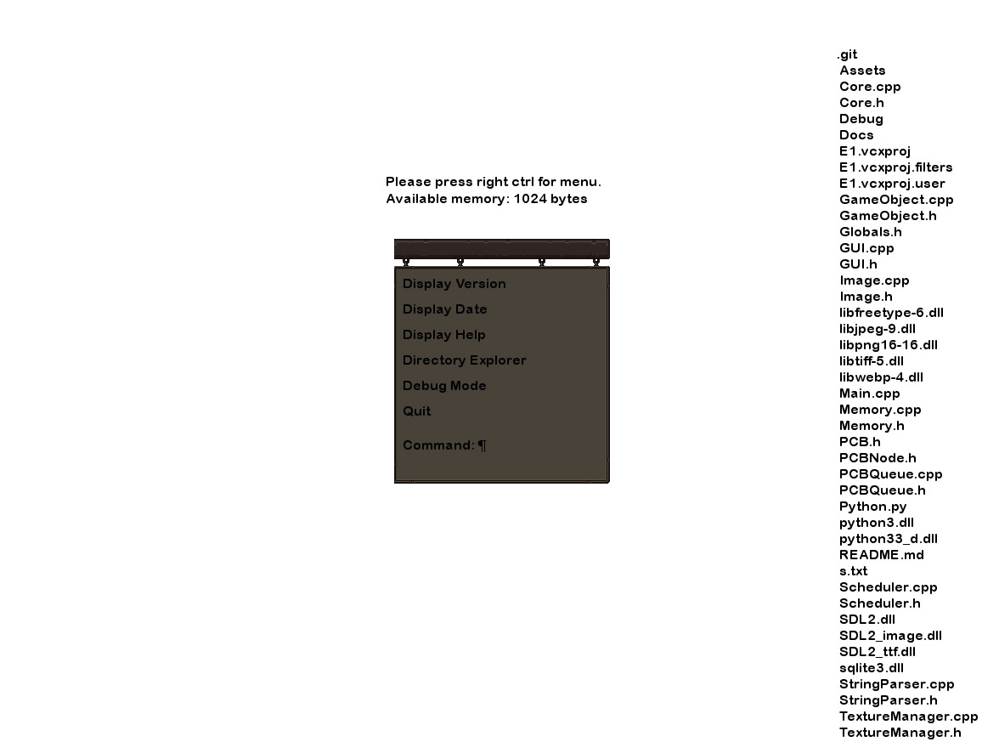 Please press right ctrl for menu.
Available memory: 1024 bytes
Display Version
Display Date
Display Help
Directory Explorer
Debug Mode
Quit
Command: ¶
.git
Assets
Core.cpp
Core.h
Debug
Docs
E1.vcxproj
E1.vcxproj.filters
E1.vcxproj.user
GameObject.cpp
GameObject.h
Globals.h
GUI.cpp
GUI.h
Image.cpp
Image.h
libfreetype-6.dll
libjpeg-9.dll
libpng16-16.dll
libtiff-5.dll
libwebp-4.dll
Main.cpp
Memory.cpp
Memory.h
PCB.h
PCBNode.h
PCBQueue.cpp
PCBQueue.h
Python.py
python3.dll
python33_d.dll
README.md
s.txt
Scheduler.cpp
Scheduler.h
SDL2.dll
SDL2_image.dll
SDL2_ttf.dll
sqlite3.dll
StringParser.cpp
StringParser.h
TextureManager.cpp
TextureManager.h